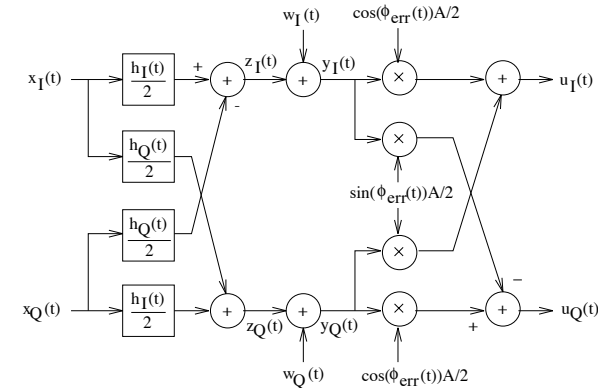 w_I(t)
cos(ϕ_err(t))A/2
x_I(t)
h_I(t)
2
+
+
-
z_I(t)
+
y_I(t)
×
+
u_I(t)
h_Q(t)
2
×
sin(ϕ_err(t))A/2
h_Q(t)
2
×
−
x_Q(t)
h_I(t)
2
+
z_Q(t)
+
y_Q(t)
×
+
+
u_Q(t)
w_Q(t)
cos(ϕ_err(t))A/2